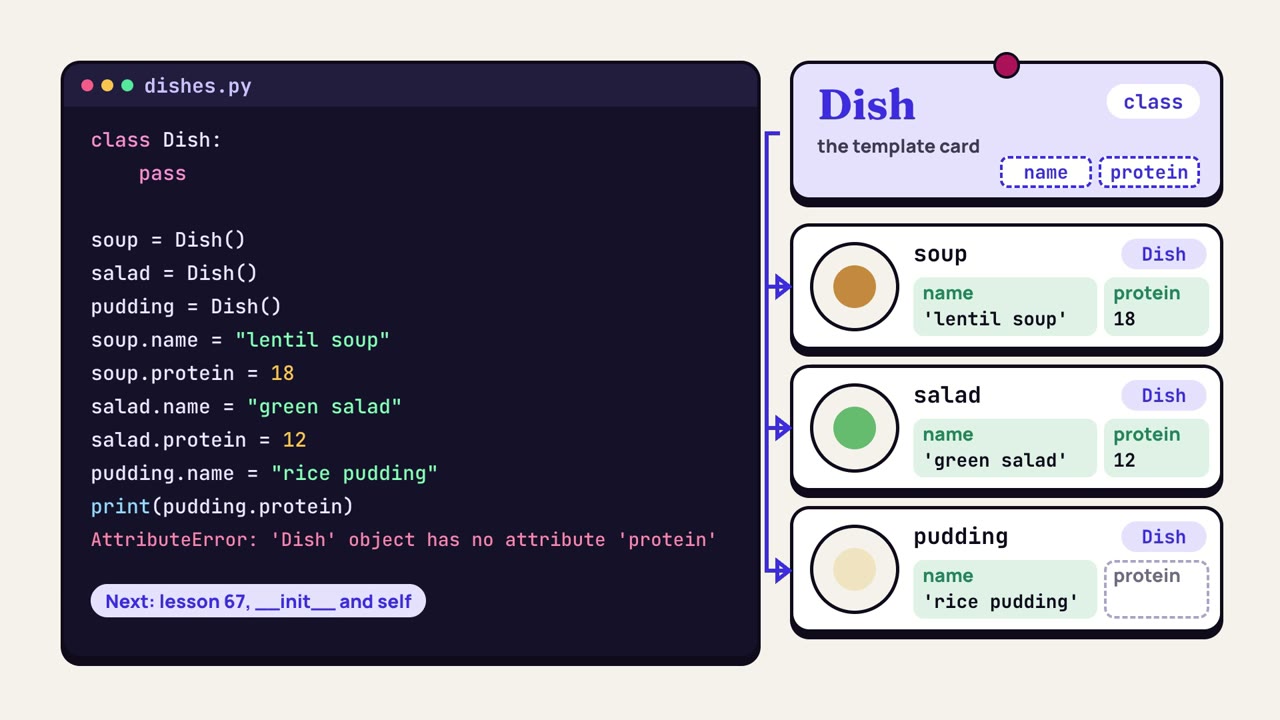 dishes.py
class Dish:
    pass
soup = Dish()
salad = Dish()
pudding = Dish()
soup.name = "lentil soup"
soup.protein = 18
salad.name = "green salad"
salad.protein = 12
pudding.name = "rice pudding"
print(pudding.protein)
AttributeError: 'Dish' object has no attribute 'protein'
Next: lesson 67, __init__ and self
Dish
class
the template card
name protein
soup
Dish
name protein
'lentil soup' 18
salad
Dish
name protein
'green salad' 12
pudding
Dish
name protein
'rice pudding'